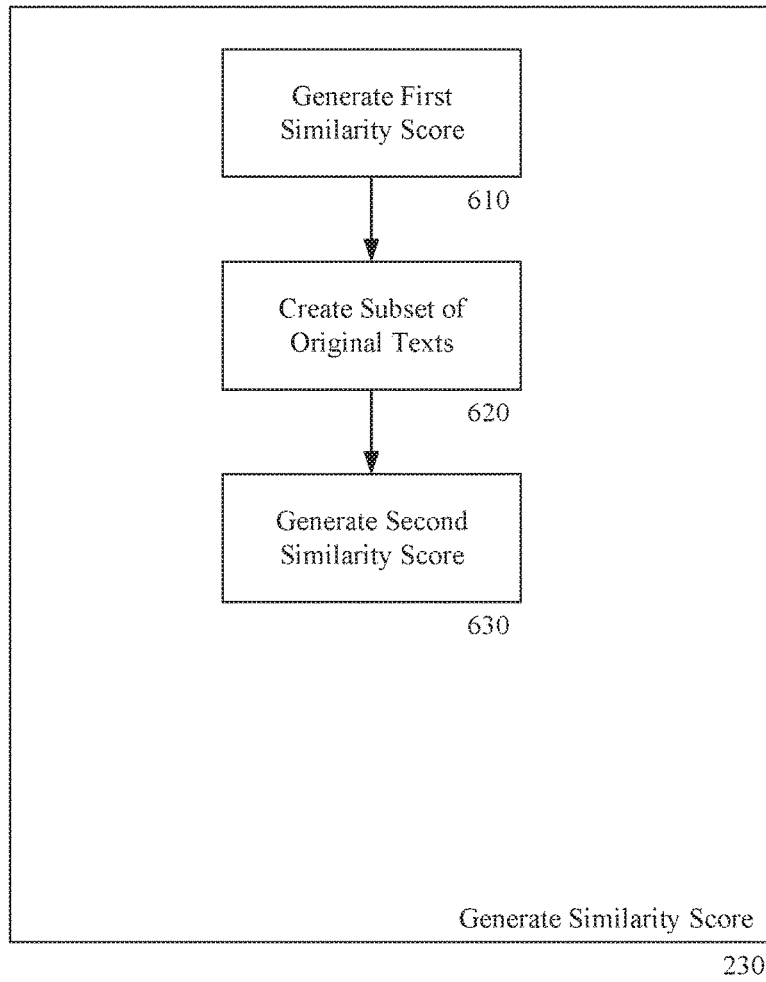 Generate First
Similarity Score
610
Create Subset of
Original Texts
620
Generate Second
Similarity Score
630
Generate Similarity Score
230